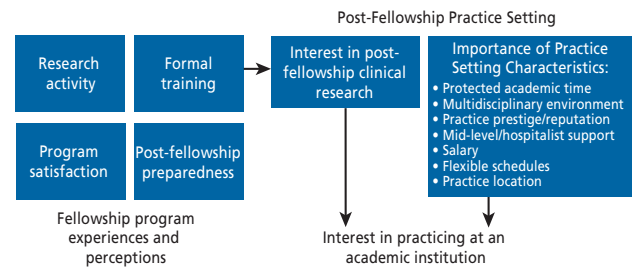 Post-Fellowship Practice Setting
Research
activity
Formal
training
Interest in post-
fellowship clinical
research
Importance of Practice
Setting Characteristics:
• Protected academic time
• Multidisciplinary environment
• Practice prestige/reputation
• Mid-level/hospitalist support
• Salary
• Flexible schedules
• Practice location
Program
satisfaction
Post-fellowship
preparedness
Fellowship program
experiences and
perceptions
Interest in practicing at an
academic institution